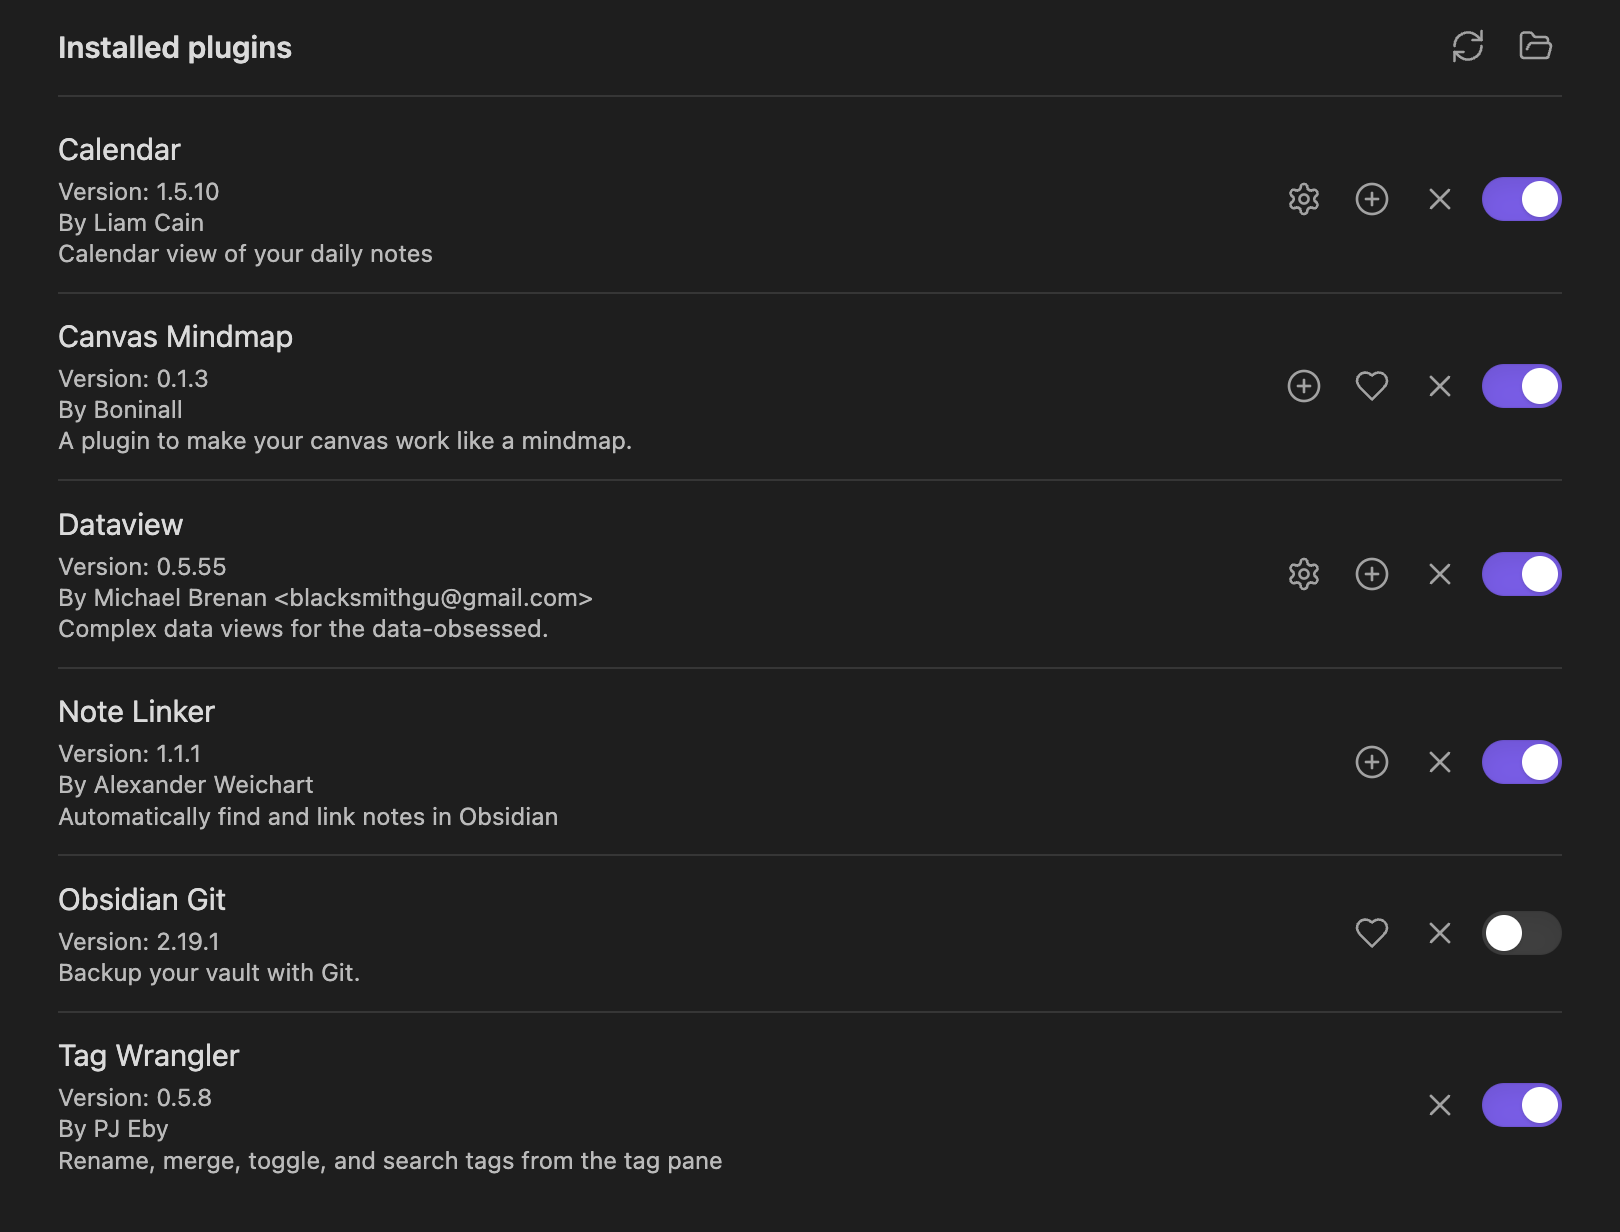 Installed plugins
Calendar
Version: 1.5.10
By Liam Cain
Calendar view of your daily notes
Canvas Mindmap
Version: 0.1.3
By Boninall
A plugin to make your canvas work like a mindmap.
Dataview
Version: 0.5.55
By Michael Brenan <blacksmithgu@gmail.com>
Complex data views for the data-obsessed.
Note Linker
Version: 1.1.1
By Alexander Weichart
Automatically find and link notes in Obsidian
Obsidian Git
Version: 2.19.1
Backup your vault with Git.
Tag Wrangler
Version: 0.5.8
By PJ Eby
Rename, merge, toggle, and search tags from the tag pane